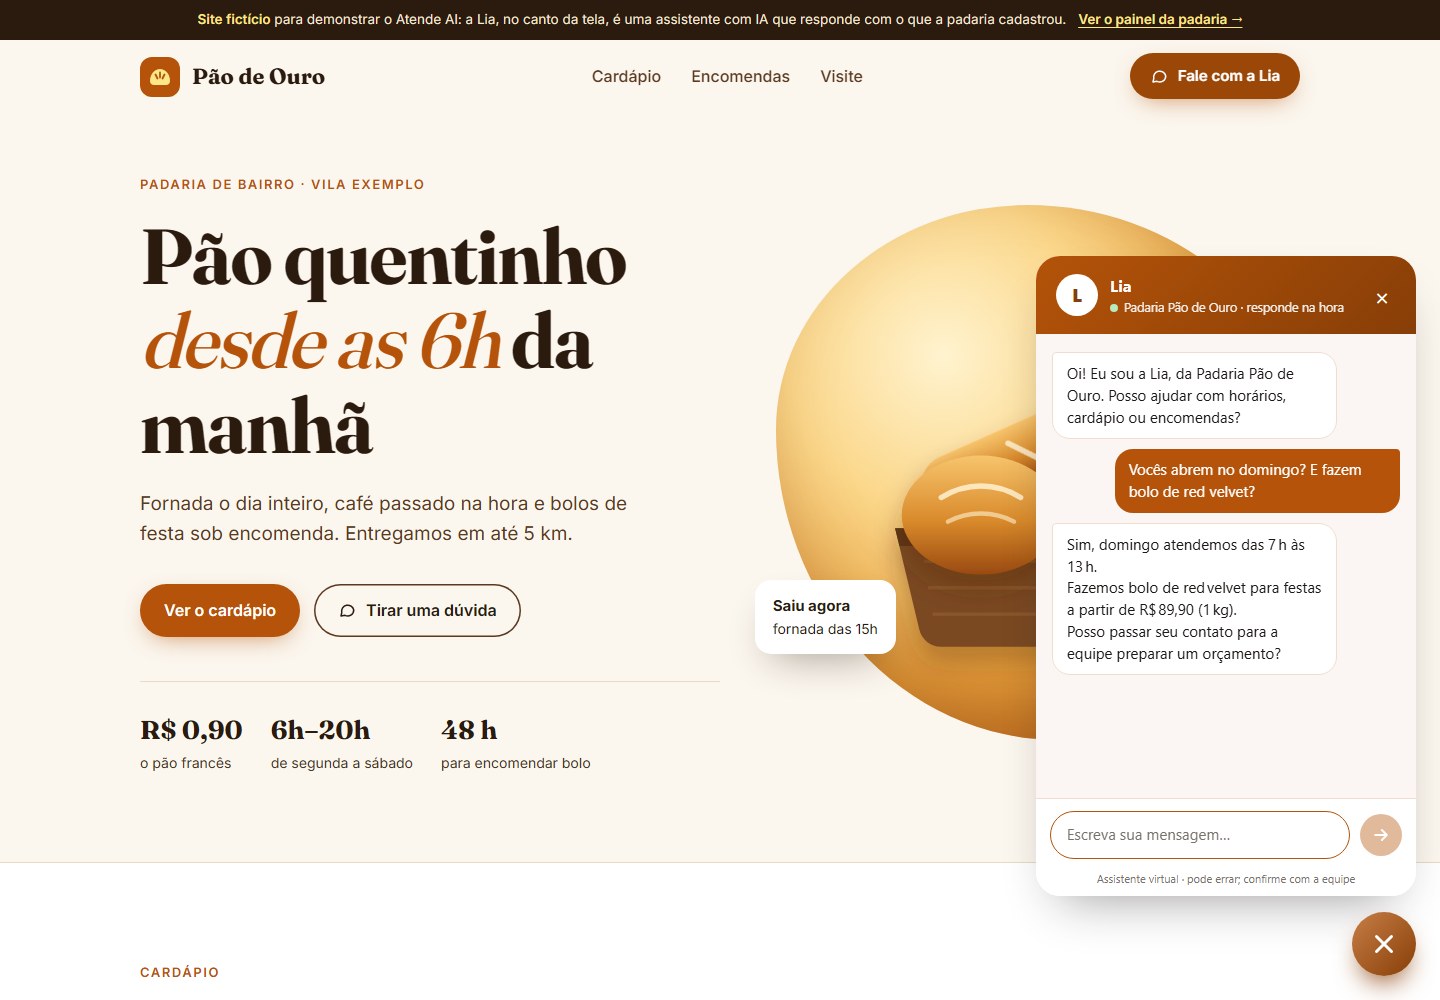 Site fictício para demonstrar o Atende AI: a Lia, no canto da tela, é uma assistente com IA que responde com o que a padaria cadastrou. Ver o painel da padaria →
Pão de Ouro
Cardápio
Encomendas
Visite
Fale com a Lia
PADARIA DE BAIRRO · VILA EXEMPLO
Pão quentinho
desde as 6h da
manhã
Fornada o dia inteiro, café passado na hora e bolos de
festa sob encomenda. Entregamos em até 5 km.
Ver o cardápio
Tirar uma dúvida
R$ 0,90
o pão francês
6h–20h
de segunda a sábado
48 h
para encomendar bolo
Saiu agora
fornada das 15h
L
Lia
Padaria Pão de Ouro · responde na hora
Oi! Eu sou a Lia, da Padaria Pão de
Ouro. Posso ajudar com horários,
cardápio ou encomendas?
Vocês abrem no domingo? E fazem
bolo de red velvet?
Sim, domingo atendemos das 7 h às
13 h.
Fazemos bolo de red velvet para festas
a partir de R$ 89,90 (1 kg).
Posso passar seu contato para a
equipe preparar um orçamento?
Escreva sua mensagem...
Assistente virtual · pode errar; confirme com a equipe
CARDÁPIO